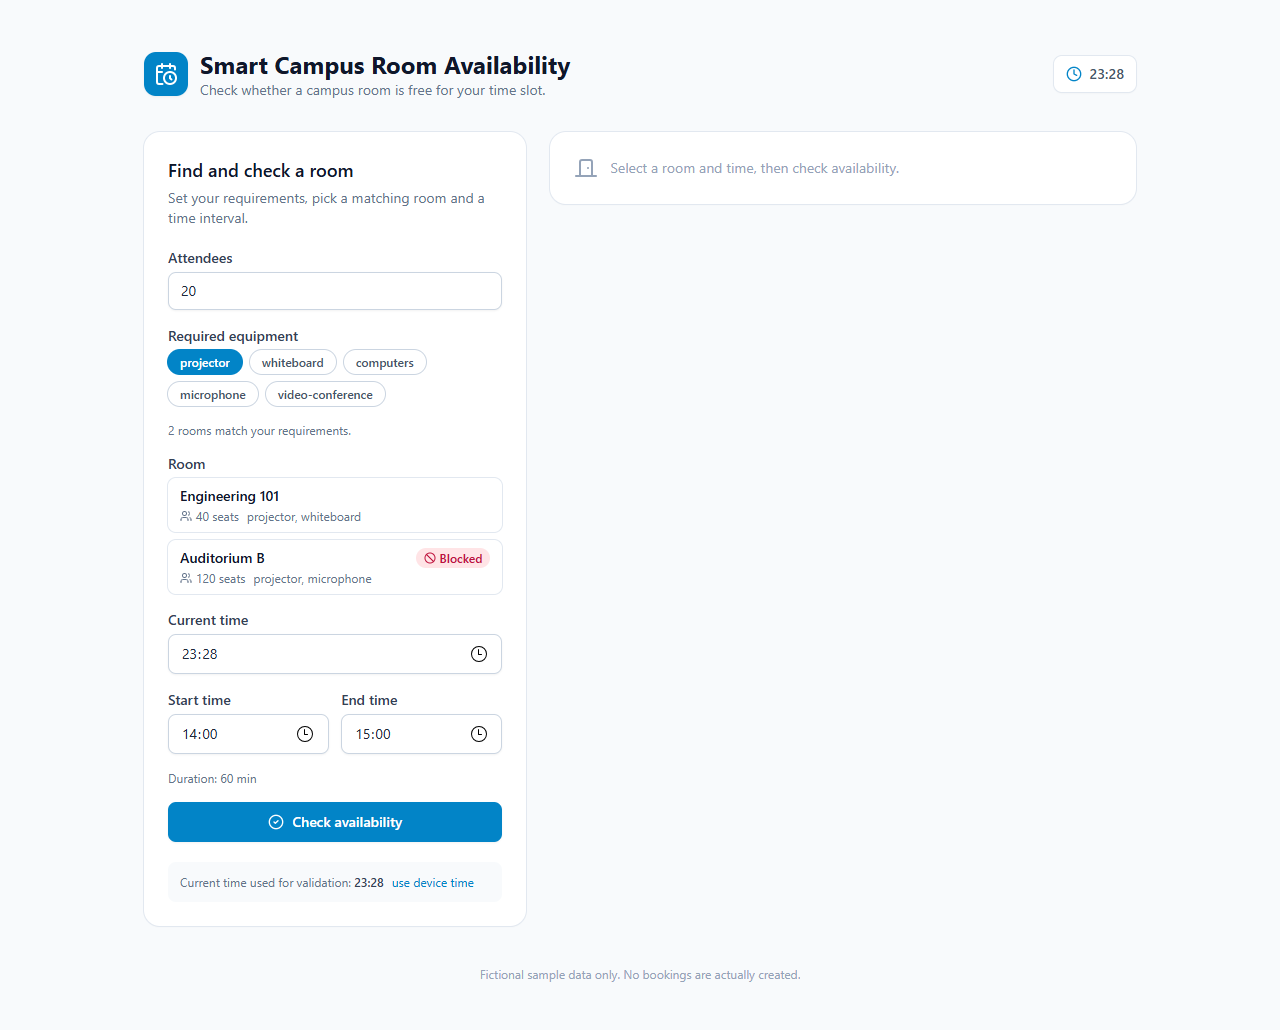 Smart Campus Room Availability
Check whether a campus room is free for your time slot.
23:28
Find and check a room
Set your requirements, pick a matching room and a
time interval.
Attendees
20
Required equipment
projector
whiteboard
computers
microphone
video-conference
2 rooms match your requirements.
Room
Engineering 101
40 seats projector, whiteboard
Auditorium B
Blocked
120 seats projector, microphone
Current time
23:28
Start time
End time
14:00
15:00
Duration: 60 min
Check availability
Current time used for validation: 23:28 use device time
Select a room and time, then check availability.
Fictional sample data only. No bookings are actually created.